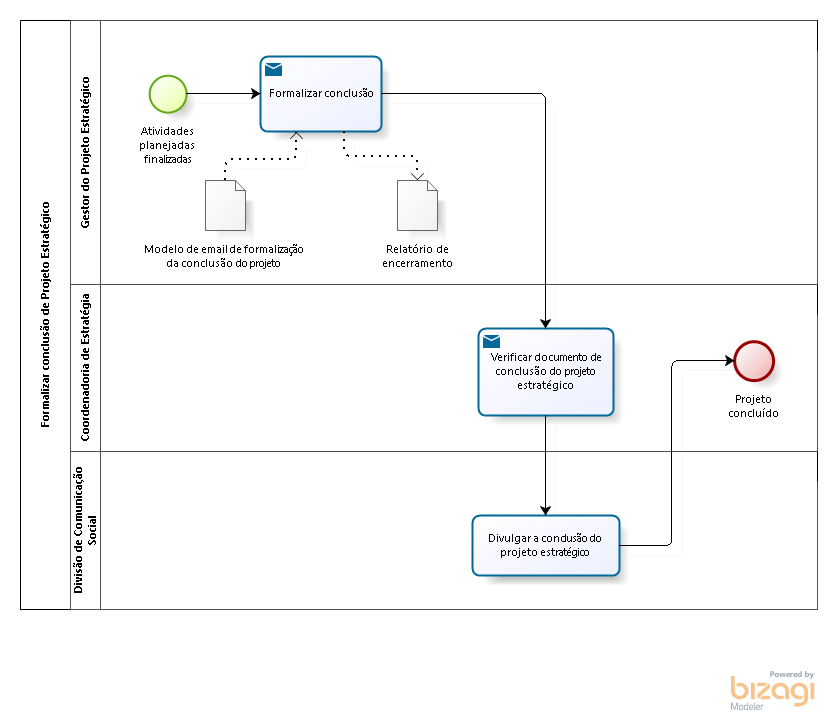 Formalizar conclusão de Projeto Estratégico
Gestor do Projeto Estratégico
Atividades
planejadas
finalizadas
Formalizar conclusão
Modelo de email de formalização
da conclusão do projeto
Relatório de
encerramento
Coordenadoria de Estratégia
Verificar documento de
conclusão do projeto
estratégico
Projeto
concluído
Divisão de Comunicação
Social
Divulgar a conclusão do
projeto estratégico
Powered by
bizagi
Modeler